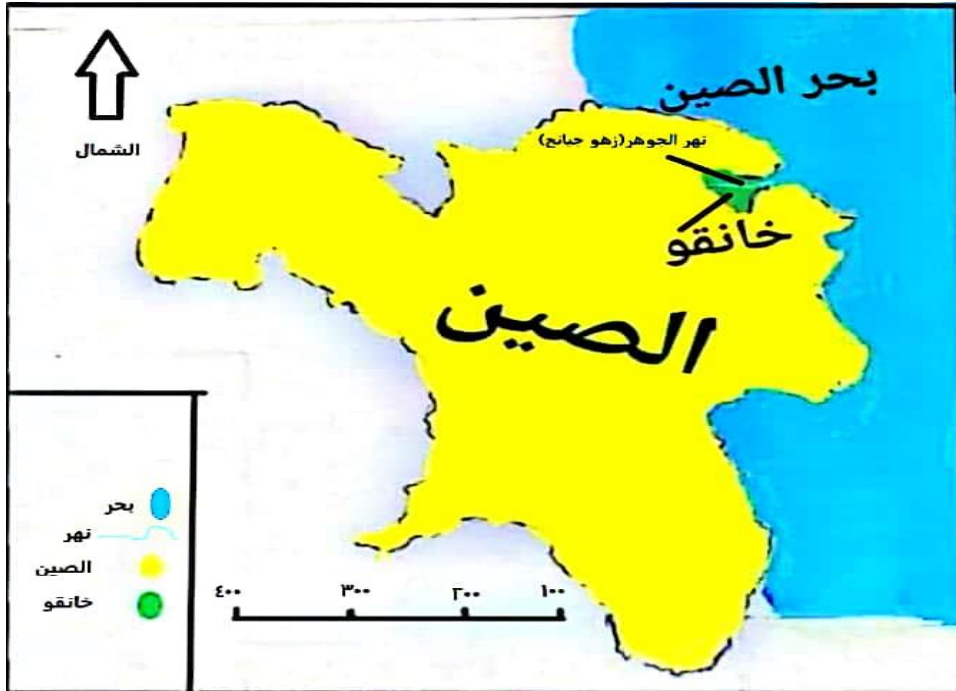 بحر الصين
الشمال
نهر الجوهر(زهو جيانج)
خانقو
الصين
بحر
نهر
الصين
خانقو
٤٠٠ ٣٠٠ ٢٠٠ ١٠٠